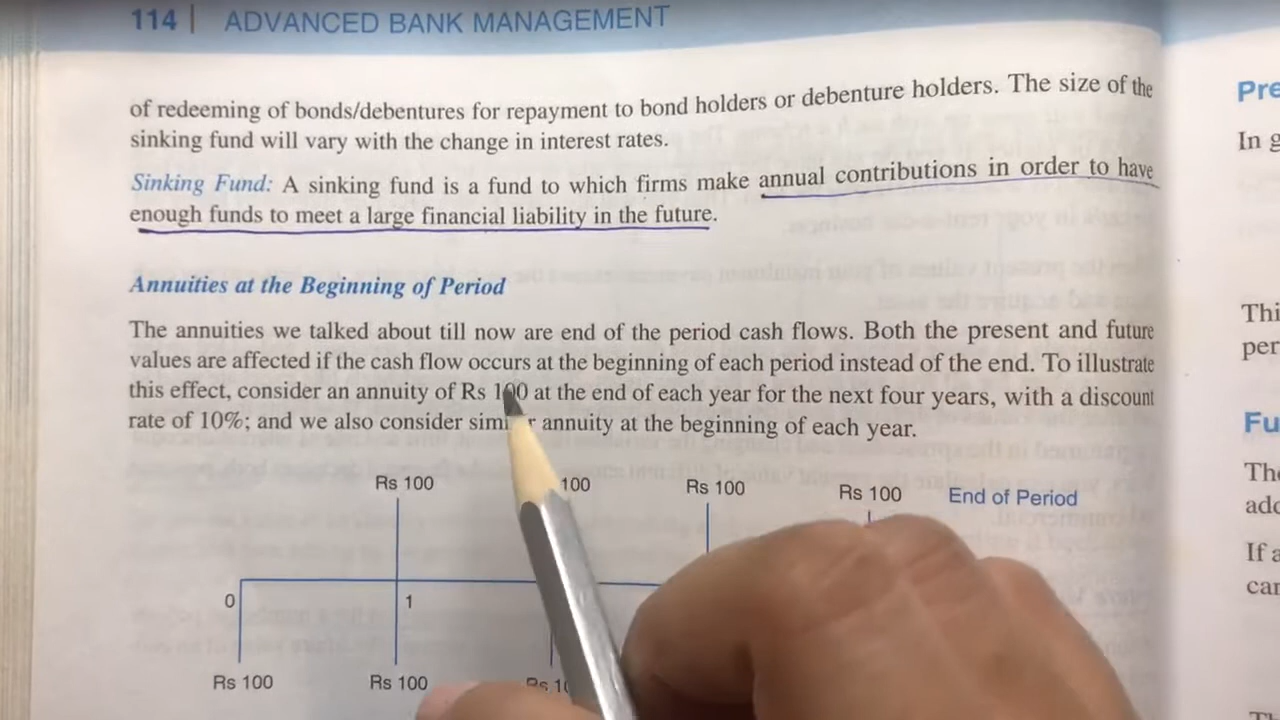 114 | ADVANCED BANK MANAGEMENT
of redeeming of bonds/debentures for repayment to bond holders or debenture holders. The size of the
sinking fund will vary with the change in interest rates.
Sinking Fund: A sinking fund is a fund to which firms make annual contributions in order to have
enough funds to meet a large financial liability in the future.
Annuities at the Beginning of Period
The annuities we talked about till now are end of the period cash flows. Both the present and future
values are affected if the cash flow occurs at the beginning of each period instead of the end. To illustrate
this effect, consider an annuity of Rs 100 at the end of each year for the next four years, with a discount
rate of 10%; and we also consider annuity at the beginning of each year.
Rs 100 100 Rs 100 Rs 100 End of Period
0 1
Rs 100 Rs 100
In